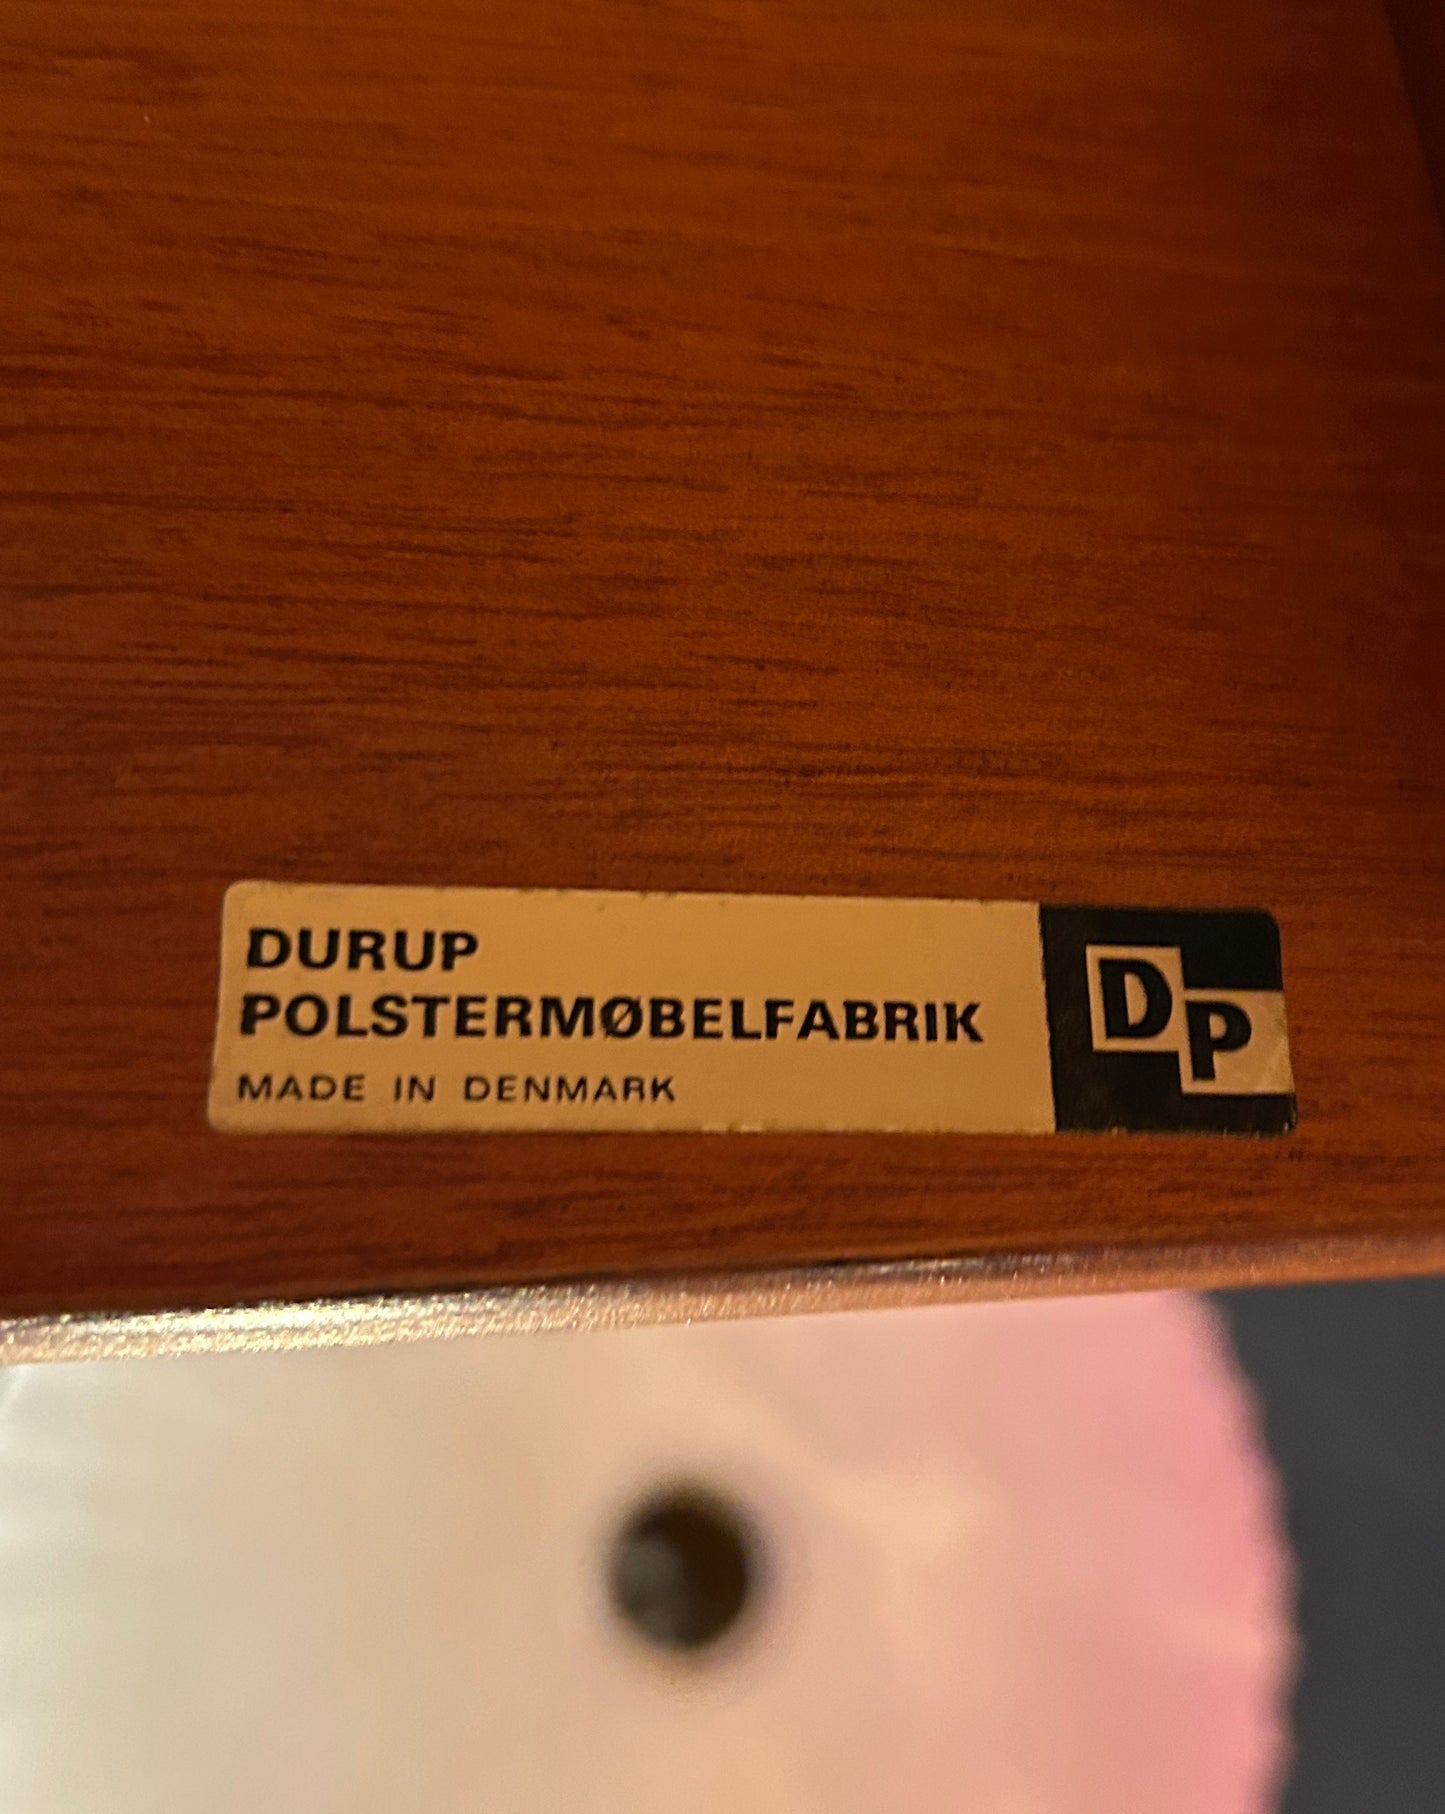 DURUP
POLSTERMØBELFABRIK
MADE IN DENMARK
DP